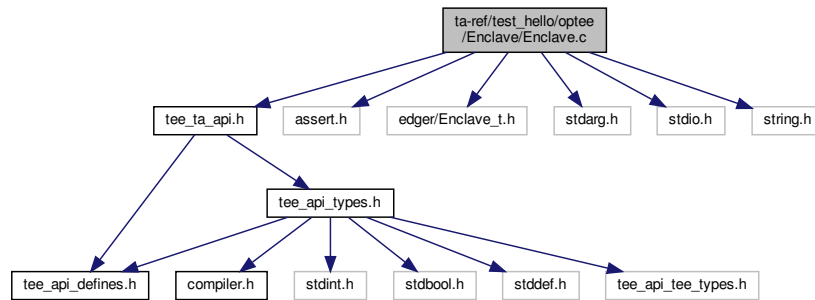 ta-ref/test_hello/optee
/Enclave/Enclave.c
tee_ta_api.h
assert.h
edger/Enclave_t.h
stdarg.h
stdio.h
string.h
tee_api_types.h
tee_api_defines.h
compiler.h
stdint.h
stdbool.h
stddef.h
tee_api_tee_types.h